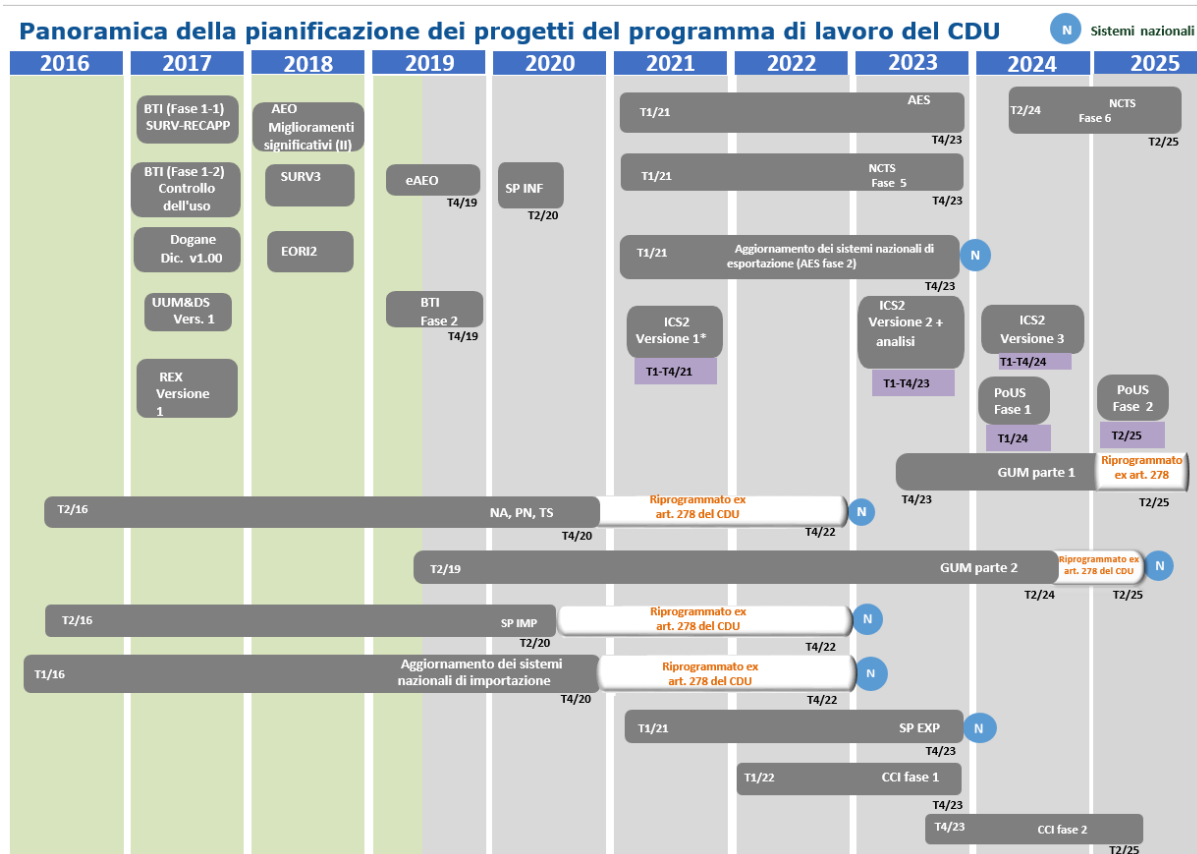 Panoramica della pianificazione dei progetti del programma di lavoro del CDU
N
Sistemi nazionali
2016
2017
2018
2019
2020
2021
2022
2023
2024
2025
BTI (Fase 1-1)
SURV-RECAPP
AEO
Miglioramenti
significativi (II)
T1/21
AES
T4/23
T2/24
NCTS
Fase 6
T2/25
BTI (Fase 1-2)
Controllo
dell'uso
SURV3
eAEO
T4/19
SP INF
T2/20
T1/21
NCTS
Fase 5
T4/23
Dogane
Dic. v1.00
EORI2
T1/21
Aggiornamento dei sistemi nazionali di
esportazione (AES fase 2)
T4/23
N
UUM&DS
Vers. 1
BTI
Fase 2
T4/19
ICS2
Versione 1*
T1-T4/21
ICS2
Versione 2 +
analisi
T1-T4/23
ICS2
Versione 3
T1-T4/24
REX
Versione
1
PoUS
Fase 1
T1/24
PoUS
Fase 2
T2/25
GUM parte 1
T4/23
Riprogrammato
ex art. 278
T2/25
T2/16
NA, PN, TS
T4/20
Riprogrammato ex
art. 278 del CDU
T4/22
N
T2/19
GUM parte 2
T2/24
Riprogrammato ex
art. 278 del CDU
T2/25
N
T2/16
SP IMP
T2/20
Riprogrammato ex
art. 278 del CDU
T4/22
N
T1/16
Aggiornamento dei sistemi
nazionali di importazione
T4/20
Riprogrammato ex
art. 278 del CDU
T4/22
N
T1/21
SP EXP
T4/23
N
T1/22
CCI fase 1
T4/23
T4/23
CCI fase 2
T2/25